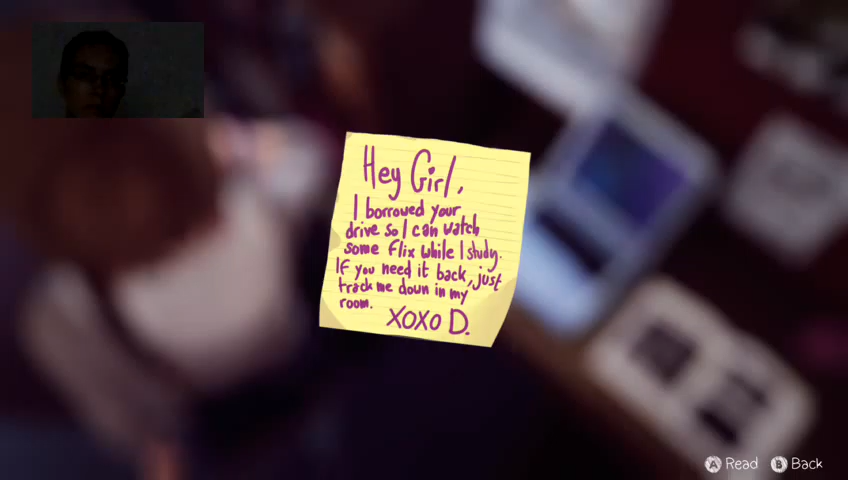 Hey Girl,
I borrowed your
drive so I can watch
some flix while I study.
If you need it back, just
track me down in my
room.
XOXO D.
A Read B Back